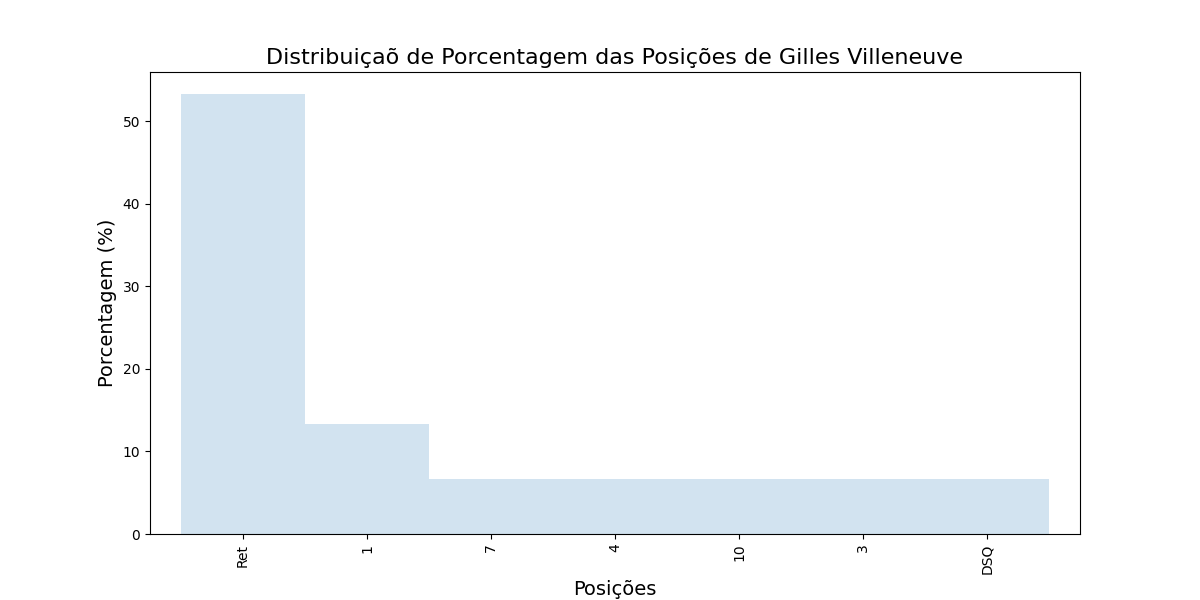 Distribuiçaõ de Porcentagem das Posições de Gilles Villeneuve
Porcentagem (%)
50
40
30
20
10
0
Ret
1
7
4
10
3
DSQ
Posições